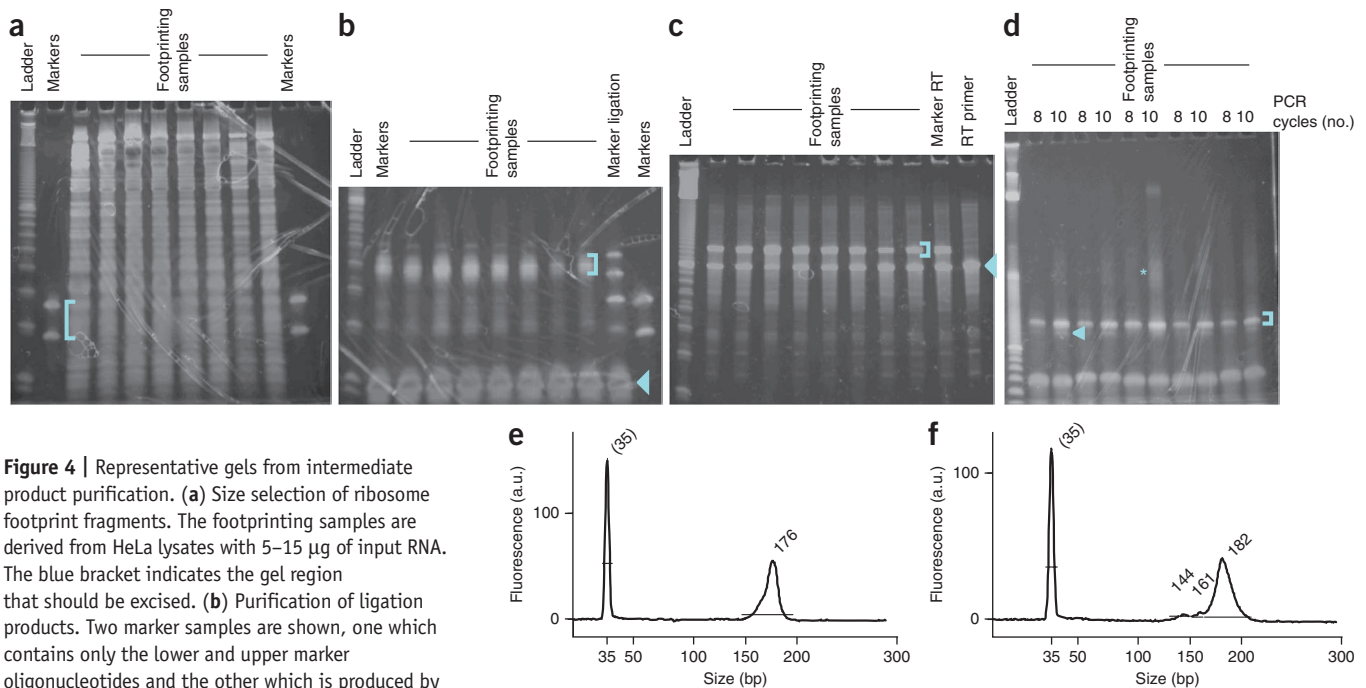 a
Ladder
Markers
Footprinting
samples
Markers
b
Ladder
Markers
Footprinting
samples
Marker ligation
Markers
c
Ladder
Footprinting
samples
Marker RT
RT primer
d
Ladder
Footprinting
samples
8 10 8 10 8 10 8 10 8 10
PCR
cycles (no.)
*
Figure 4 | Representative gels from intermediate
product purification. (a) Size selection of ribosome
footprint fragments. The footprinting samples are
derived from HeLa lysates with 5–15 μg of input RNA.
The blue bracket indicates the gel region
that should be excised. (b) Purification of ligation
products. Two marker samples are shown, one which
contains only the lower and upper marker
oligonucleotides and the other which is produced by
e
Fluorescence (a.u.)
100
0
(35)
176
35 50 100 150 200 300
Size (bp)
f
Fluorescence (a.u.)
100
0
(35)
144
161
182
35 50 100 150 200 300
Size (bp)